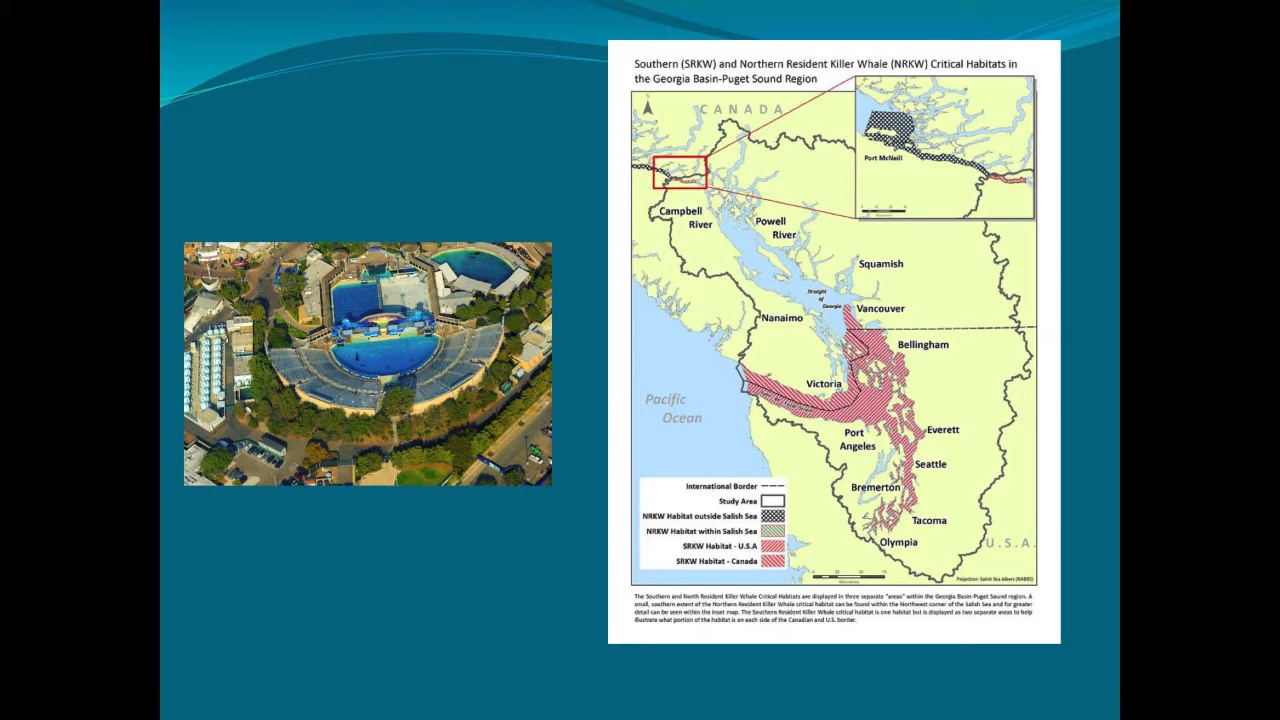 Southern (SRKW) and Northern Resident Killer Whale (NRKW) Critical Habitats in
the Georgia Basin-Puget Sound Region
N
CANADA
Port McNeill
Campbell
River
Powell
River
Squamish
Straight
of
Georgia
Vancouver
Nanaimo
Bellingham
Victoria
Pacific
Ocean
Port
Angeles
Everett
Seattle
Bremerton
Tacoma
Olympia
U.S.A.
International Border
Study Area
NRKW Habitat outside Salish Sea
NRKW Habitat within Salish Sea
SRKW Habitat - U.S.A
SRKW Habitat - Canada
0 25 50 75
Kilometres
Projection: Salish Sea Albers (NAD83)
The Southern and North Resident Killer Whale Critical Habitats are displayed in three separate "areas" within the Georgia Basin-Puget Sound region. A
small, southern extent of the Northern Resident Killer Whale critical habitat can be found within the Northwest corner of the Salish Sea and for greater
detail can be seen within the inset map. The Southern Resident Killer Whale critical habitat is one habitat but is displayed as two separate areas to help
illustrate what portion of the habitat is on each side of the Canadian and U.S. border.